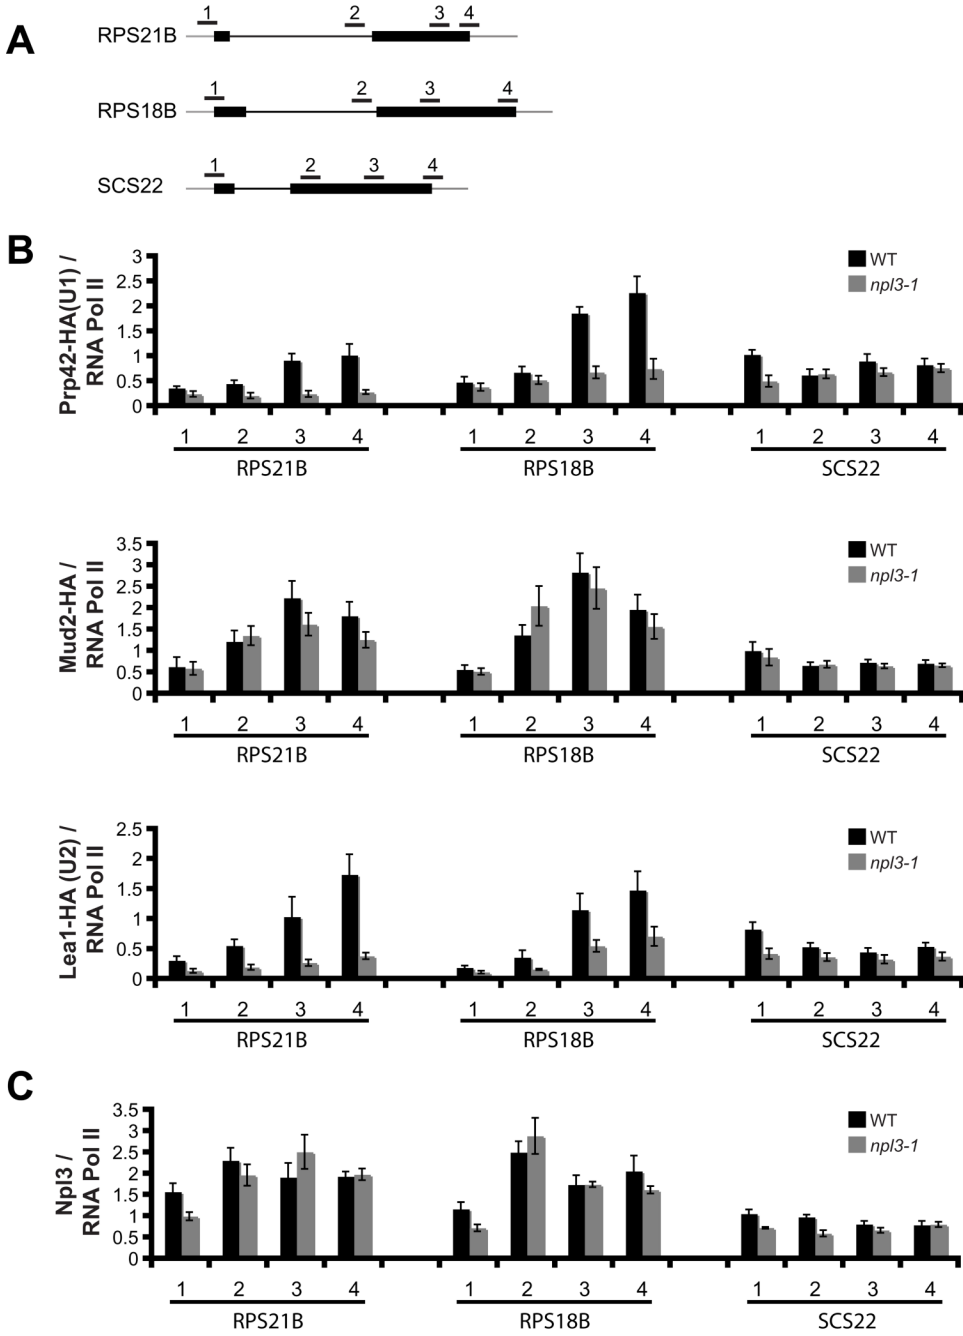 A
RPS21B 1 2 3 4
RPS18B 1 2 3 4
SCS22 1 2 3 4
B
Prp42-HA(U1) /
RNA Pol II
3
2.5
2
1.5
1
0.5
0
WT
npl3-1
1 2 3 4 1 2 3 4 1 2 3 4
RPS21B RPS18B SCS22
Mud2-HA /
RNA Pol II
3.5
3
2.5
2
1.5
1
0.5
0
WT
npl3-1
1 2 3 4 1 2 3 4 1 2 3 4
RPS21B RPS18B SCS22
Lea1-HA (U2) /
RNA Pol II
2.5
2
1.5
1
0.5
0
WT
npl3-1
1 2 3 4 1 2 3 4 1 2 3 4
RPS21B RPS18B SCS22
C
Npl3 /
RNA Pol II
3.5
3
2.5
2
1.5
1
0.5
0
WT
npl3-1
1 2 3 4 1 2 3 4 1 2 3 4
RPS21B RPS18B SCS22